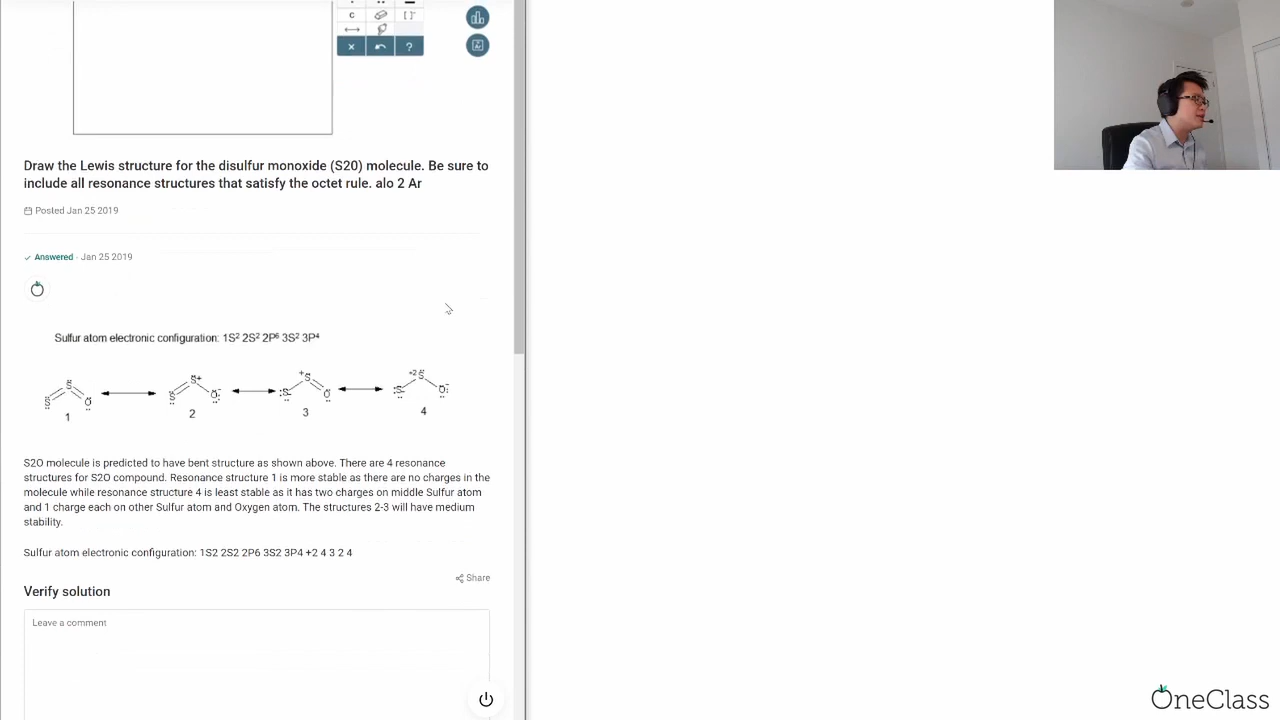 c
[ ]
?
Draw the Lewis structure for the disulfur monoxide (S20) molecule. Be sure to
include all resonance structures that satisfy the octet rule. alo 2 Ar
Posted Jan 25 2019
Answered · Jan 25 2019
Sulfur atom electronic configuration: 1S² 2S² 2P⁶ 3S² 3P⁴
S S O
S S+ O-
S +S O
S +2S O-
1 2 3 4
S2O molecule is predicted to have bent structure as shown above. There are 4 resonance
structures for S2O compound. Resonance structure 1 is more stable as there are no charges in the
molecule while resonance structure 4 is least stable as it has two charges on middle Sulfur atom
and 1 charge each on other Sulfur atom and Oxygen atom. The structures 2-3 will have medium
stability.
Sulfur atom electronic configuration: 1S2 2S2 2P6 3S2 3P4 +2 4 3 2 4
Share
Verify solution
Leave a comment
OneClass